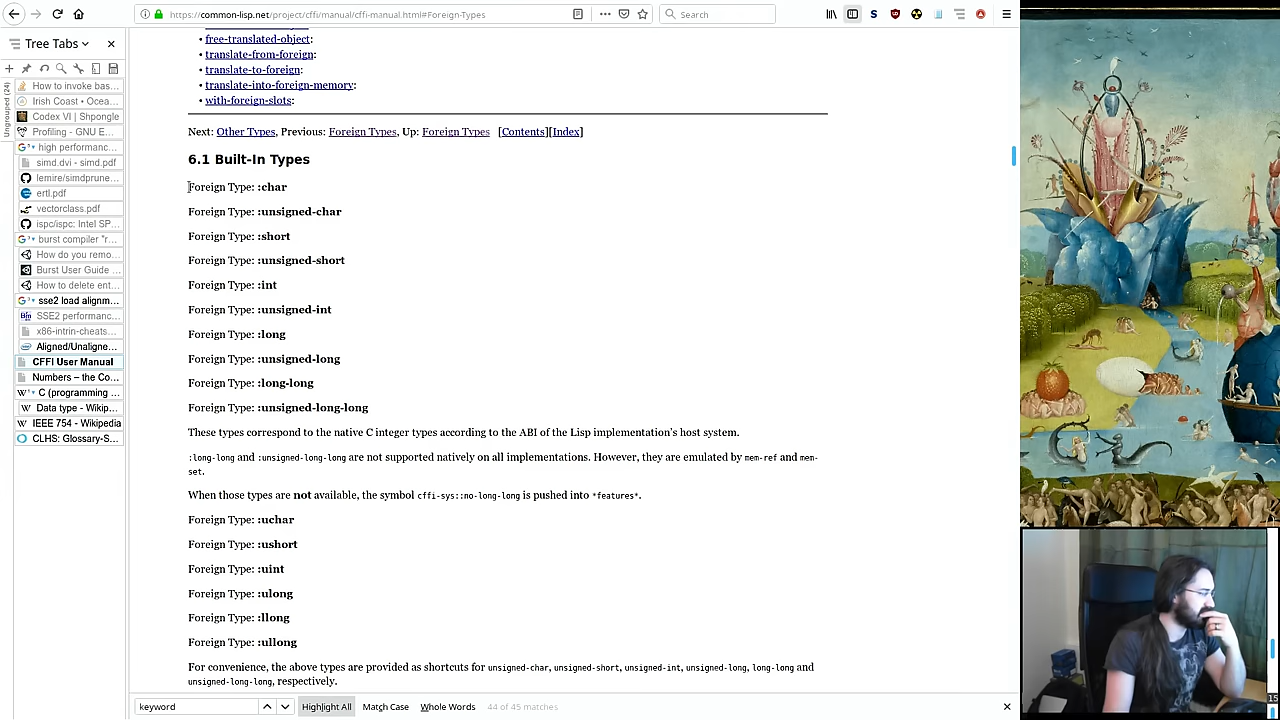 https://common-lisp.net/project/cffi/manual/cffi-manual.html#Foreign-Types
Search
Tree Tabs
Ungrouped (24)
How to invoke bas...
Irish Coast • Ocea...
Codex VI | Shpongle
Profiling - GNU E...
high performanc...
simd.dvi - simd.pdf
lemire/simdprune...
ertl.pdf
vectorclass.pdf
ispc/ispc: Intel SP...
burst compiler "r...
How do you remo...
Burst User Guide ...
How to delete ent...
sse2 load alignm...
SSE2 performanc...
x86-intrin-cheats...
Aligned/Unaligne...
CFFI User Manual
Numbers – the Co...
C (programming ...
Data type - Wikip...
IEEE 754 - Wikipedia
CLHS: Glossary-S...
• free-translated-object:
• translate-from-foreign:
• translate-to-foreign:
• translate-into-foreign-memory:
• with-foreign-slots:
Next: Other Types, Previous: Foreign Types, Up: Foreign Types [Contents][Index]
6.1 Built-In Types
Foreign Type: :char
Foreign Type: :unsigned-char
Foreign Type: :short
Foreign Type: :unsigned-short
Foreign Type: :int
Foreign Type: :unsigned-int
Foreign Type: :long
Foreign Type: :unsigned-long
Foreign Type: :long-long
Foreign Type: :unsigned-long-long
These types correspond to the native C integer types according to the ABI of the Lisp implementation's host system.
:long-long and :unsigned-long-long are not supported natively on all implementations. However, they are emulated by mem-ref and mem-
set.
When those types are not available, the symbol cffi-sys::no-long-long is pushed into *features*.
Foreign Type: :uchar
Foreign Type: :ushort
Foreign Type: :uint
Foreign Type: :ulong
Foreign Type: :llong
Foreign Type: :ullong
For convenience, the above types are provided as shortcuts for unsigned-char, unsigned-short, unsigned-int, unsigned-long, long-long and
unsigned-long-long, respectively.
keyword
Highlight All
Match Case
Whole Words
44 of 45 matches
15